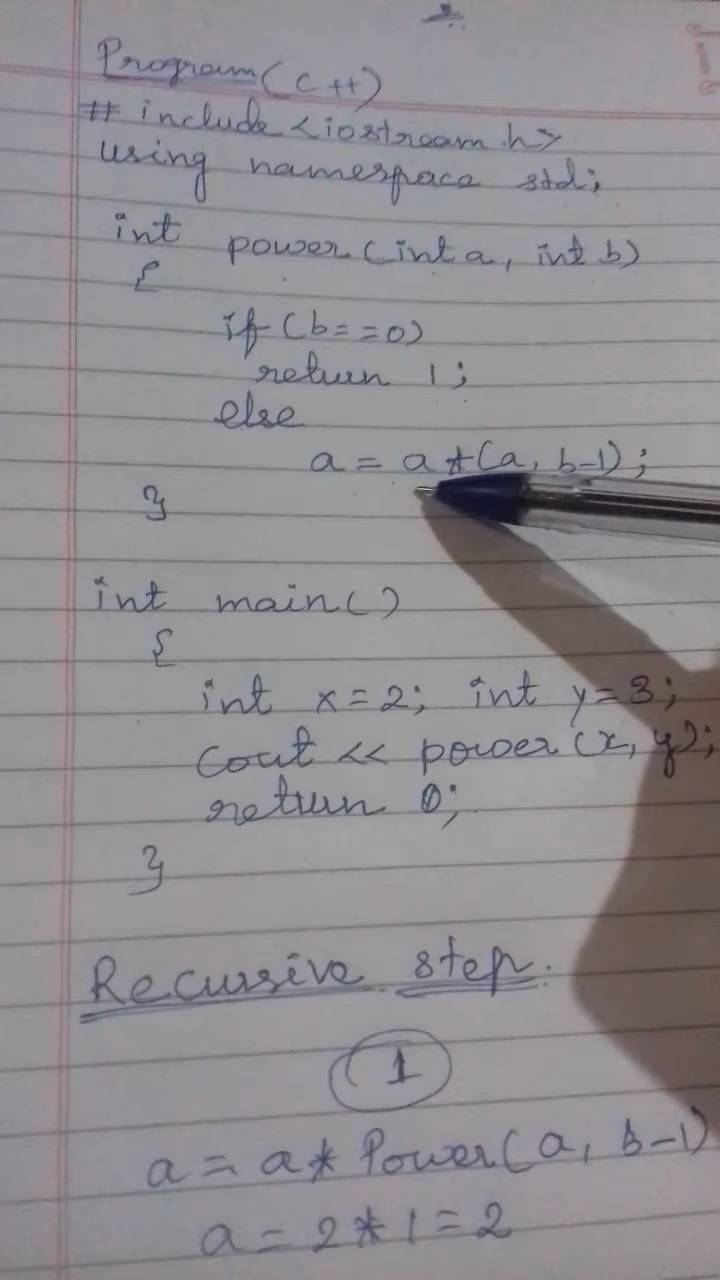 Program (C++)
# include <iostream.h>
using namespace std;
int power(int a, int b)
{
if (b==0)
return 1;
else
a = a*(a, b-1);
}
int main()
{
int x=2; int y=3;
cout << power(x, y);
return 0;
}
Recursive step.
1
a = a* Power(a, b-1)
a = 2*1=2